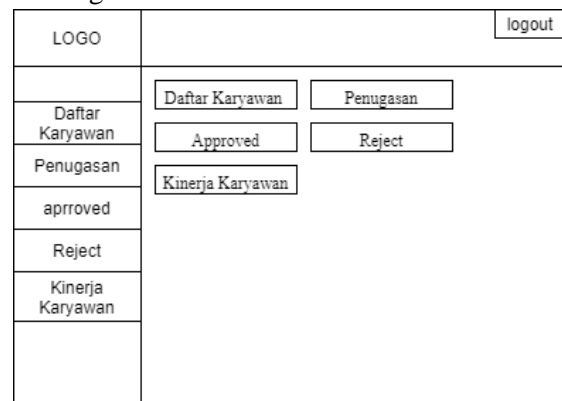 LOGO
logout
Daftar
Karyawan
Penugasan
aprroved
Reject
Kinerja
Karyawan
Daftar Karyawan
Penugasan
Approved
Reject
Kinerja Karyawan